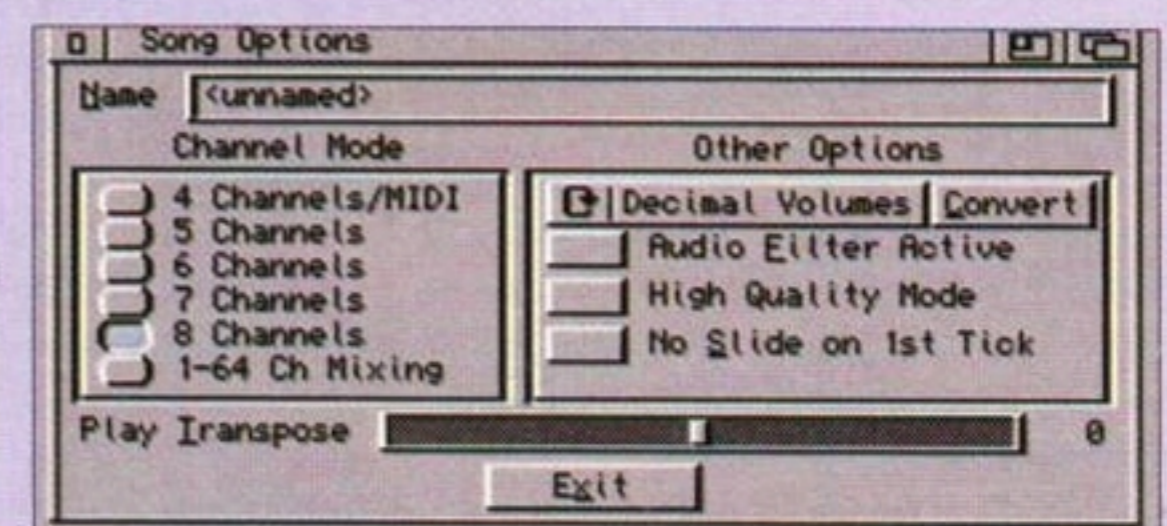 Song Options
Name <unnamed>
Channel Mode
4 Channels/MIDI
5 Channels
6 Channels
7 Channels
8 Channels
1-64 Ch Mixing
Other Options
Decimal Volumes Convert
Audio Filter Active
High Quality Mode
No Slide on 1st Tick
Play Transpose 0
Exit